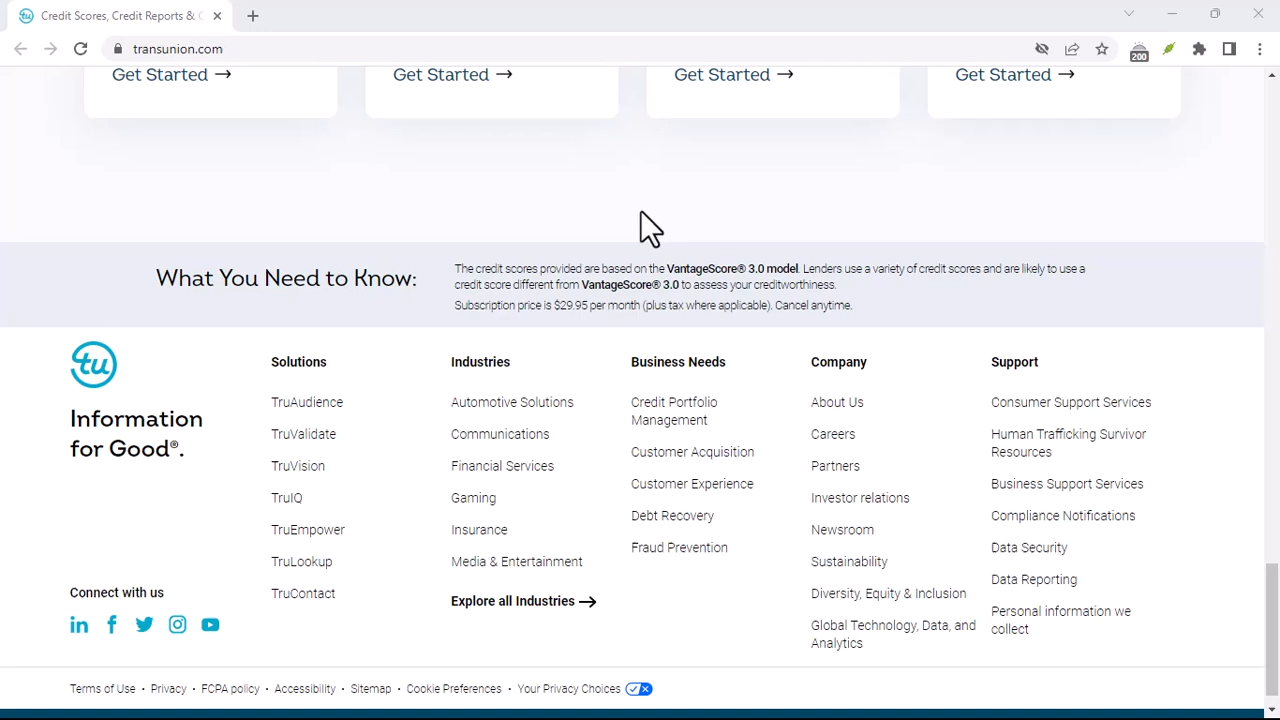 Credit Scores, Credit Reports &
transunion.com
200
Get Started → Get Started → Get Started → Get Started →
What You Need to Know:
The credit scores provided are based on the VantageScore® 3.0 model. Lenders use a variety of credit scores and are likely to use a
credit score different from VantageScore® 3.0 to assess your creditworthiness.
Subscription price is $29.95 per month (plus tax where applicable). Cancel anytime.
tu
Information
for Good®.
Connect with us
Solutions
TruAudience
TruValidate
TruVision
TruIQ
TruEmpower
TruLookup
TruContact
Industries
Automotive Solutions
Communications
Financial Services
Gaming
Insurance
Media & Entertainment
Explore all Industries →
Business Needs
Credit Portfolio
Management
Customer Acquisition
Customer Experience
Debt Recovery
Fraud Prevention
Company
About Us
Careers
Partners
Investor relations
Newsroom
Sustainability
Diversity, Equity & Inclusion
Global Technology, Data, and
Analytics
Support
Consumer Support Services
Human Trafficking Survivor
Resources
Business Support Services
Compliance Notifications
Data Security
Data Reporting
Personal information we
collect
Terms of Use · Privacy · FCPA policy · Accessibility · Sitemap · Cookie Preferences · Your Privacy Choices